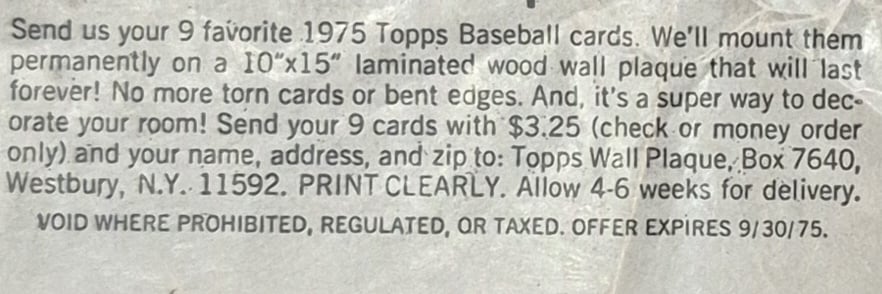 Send us your 9 favorite 1975 Topps Baseball cards. We'll mount them
permanently on a 10"x15" laminated wood wall plaque that will last
forever! No more torn cards or bent edges. And, it's a super way to dec-
orate your room! Send your 9 cards with $3.25 (check or money order
only) and your name, address, and zip to: Topps Wall Plaque, Box 7640,
Westbury, N.Y. 11592. PRINT CLEARLY. Allow 4-6 weeks for delivery.
VOID WHERE PROHIBITED, REGULATED, OR TAXED. OFFER EXPIRES 9/30/75.